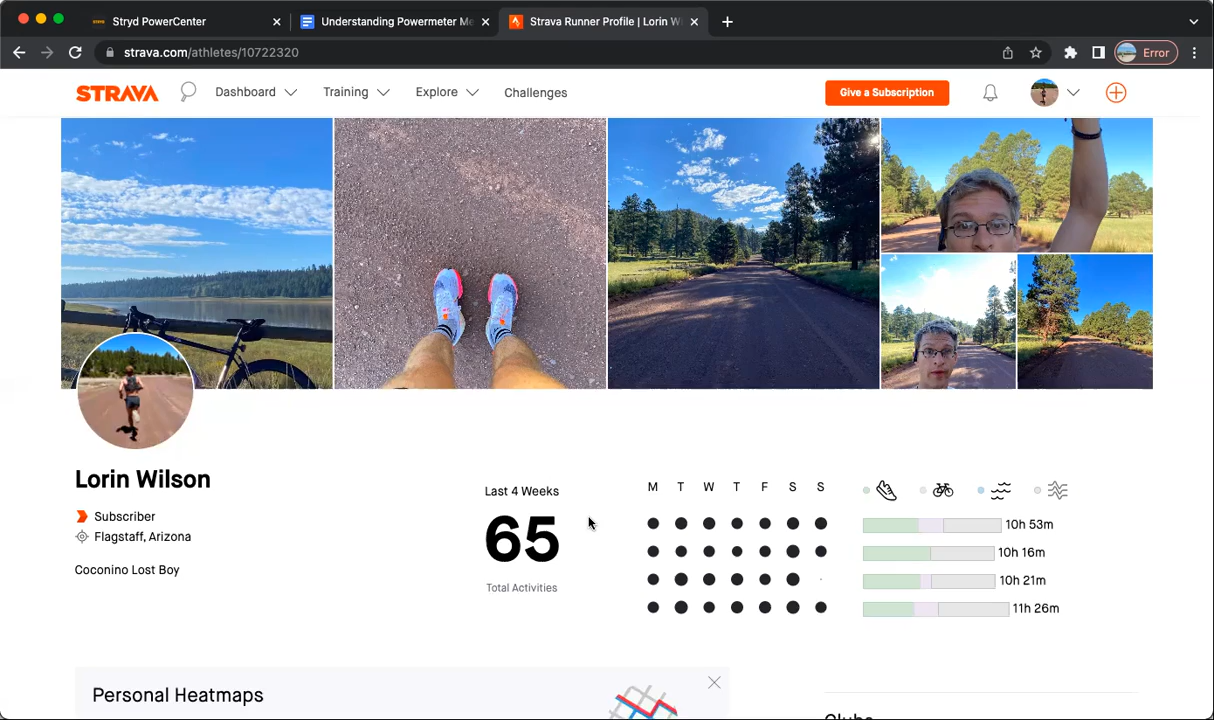 Stryd PowerCenter
Understanding Powermeter Me
Strava Runner Profile | Lorin W
strava.com/athletes/10722320
Error
STRAVA
Dashboard
Training
Explore
Challenges
Give a Subscription
Lorin Wilson
Subscriber
Flagstaff, Arizona
Coconino Lost Boy
Last 4 Weeks
65
Total Activities
M T W T F S S
10h 53m
10h 16m
10h 21m
11h 26m
Personal Heatmaps
Clubs